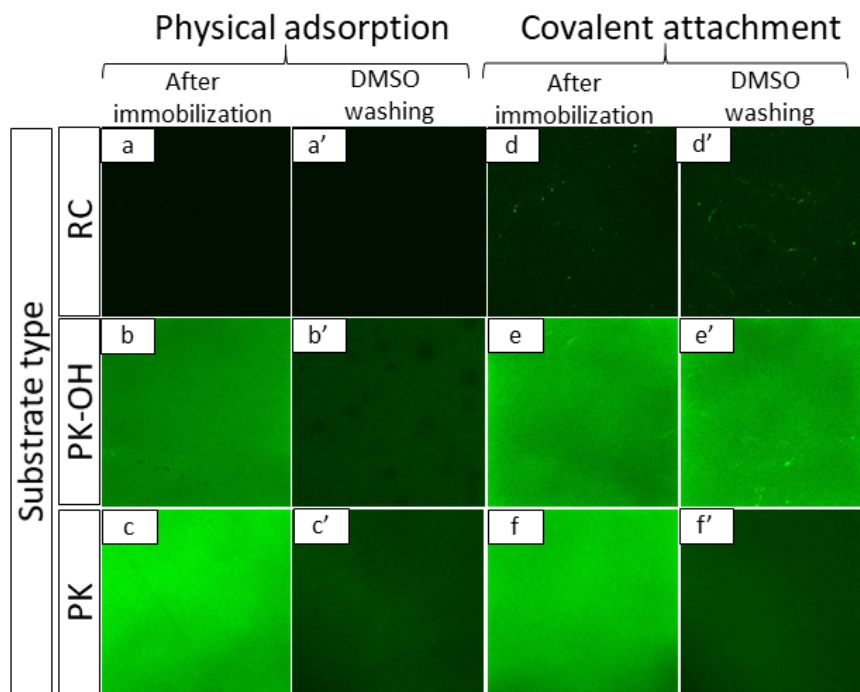 Physical adsorption
Covalent attachment
After
immobilization
DMSO
washing
After
immobilization
DMSO
washing
Substrate type
RC
a
a’
d
d’
PK-OH
b
b’
e
e’
PK
c
c’
f
f’